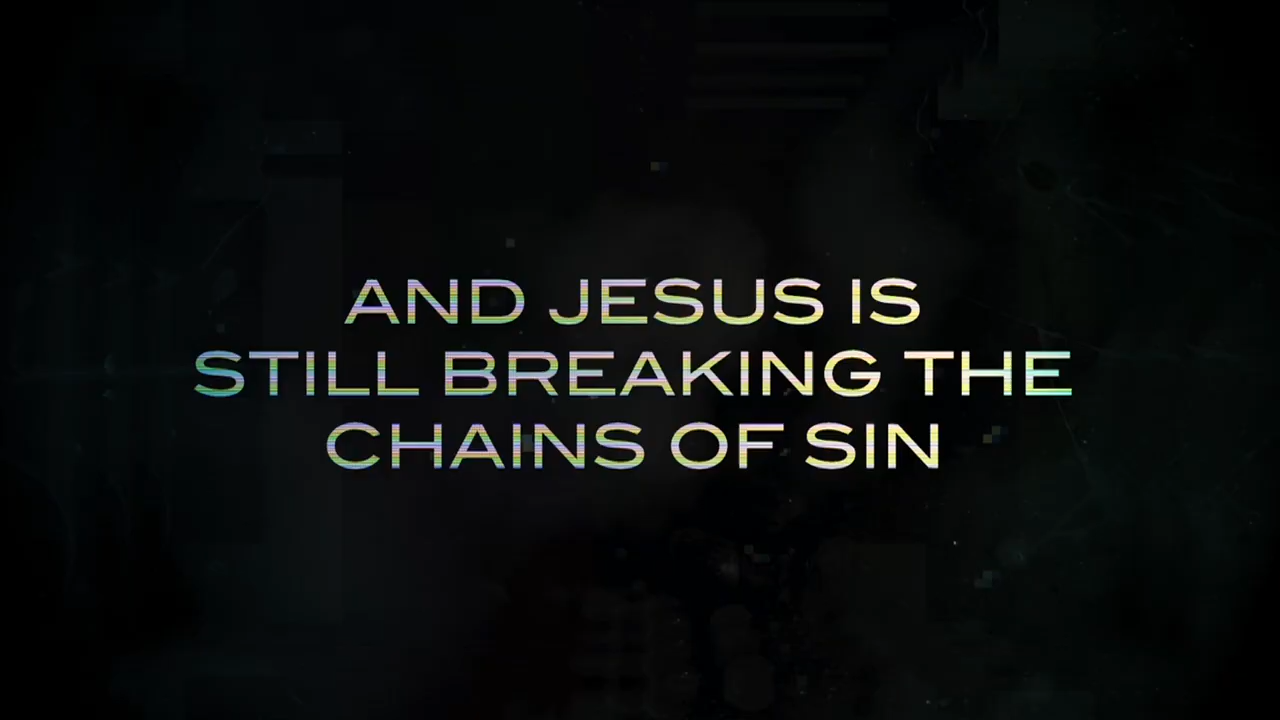 AND JESUS IS
STILL BREAKING THE
CHAINS OF SIN